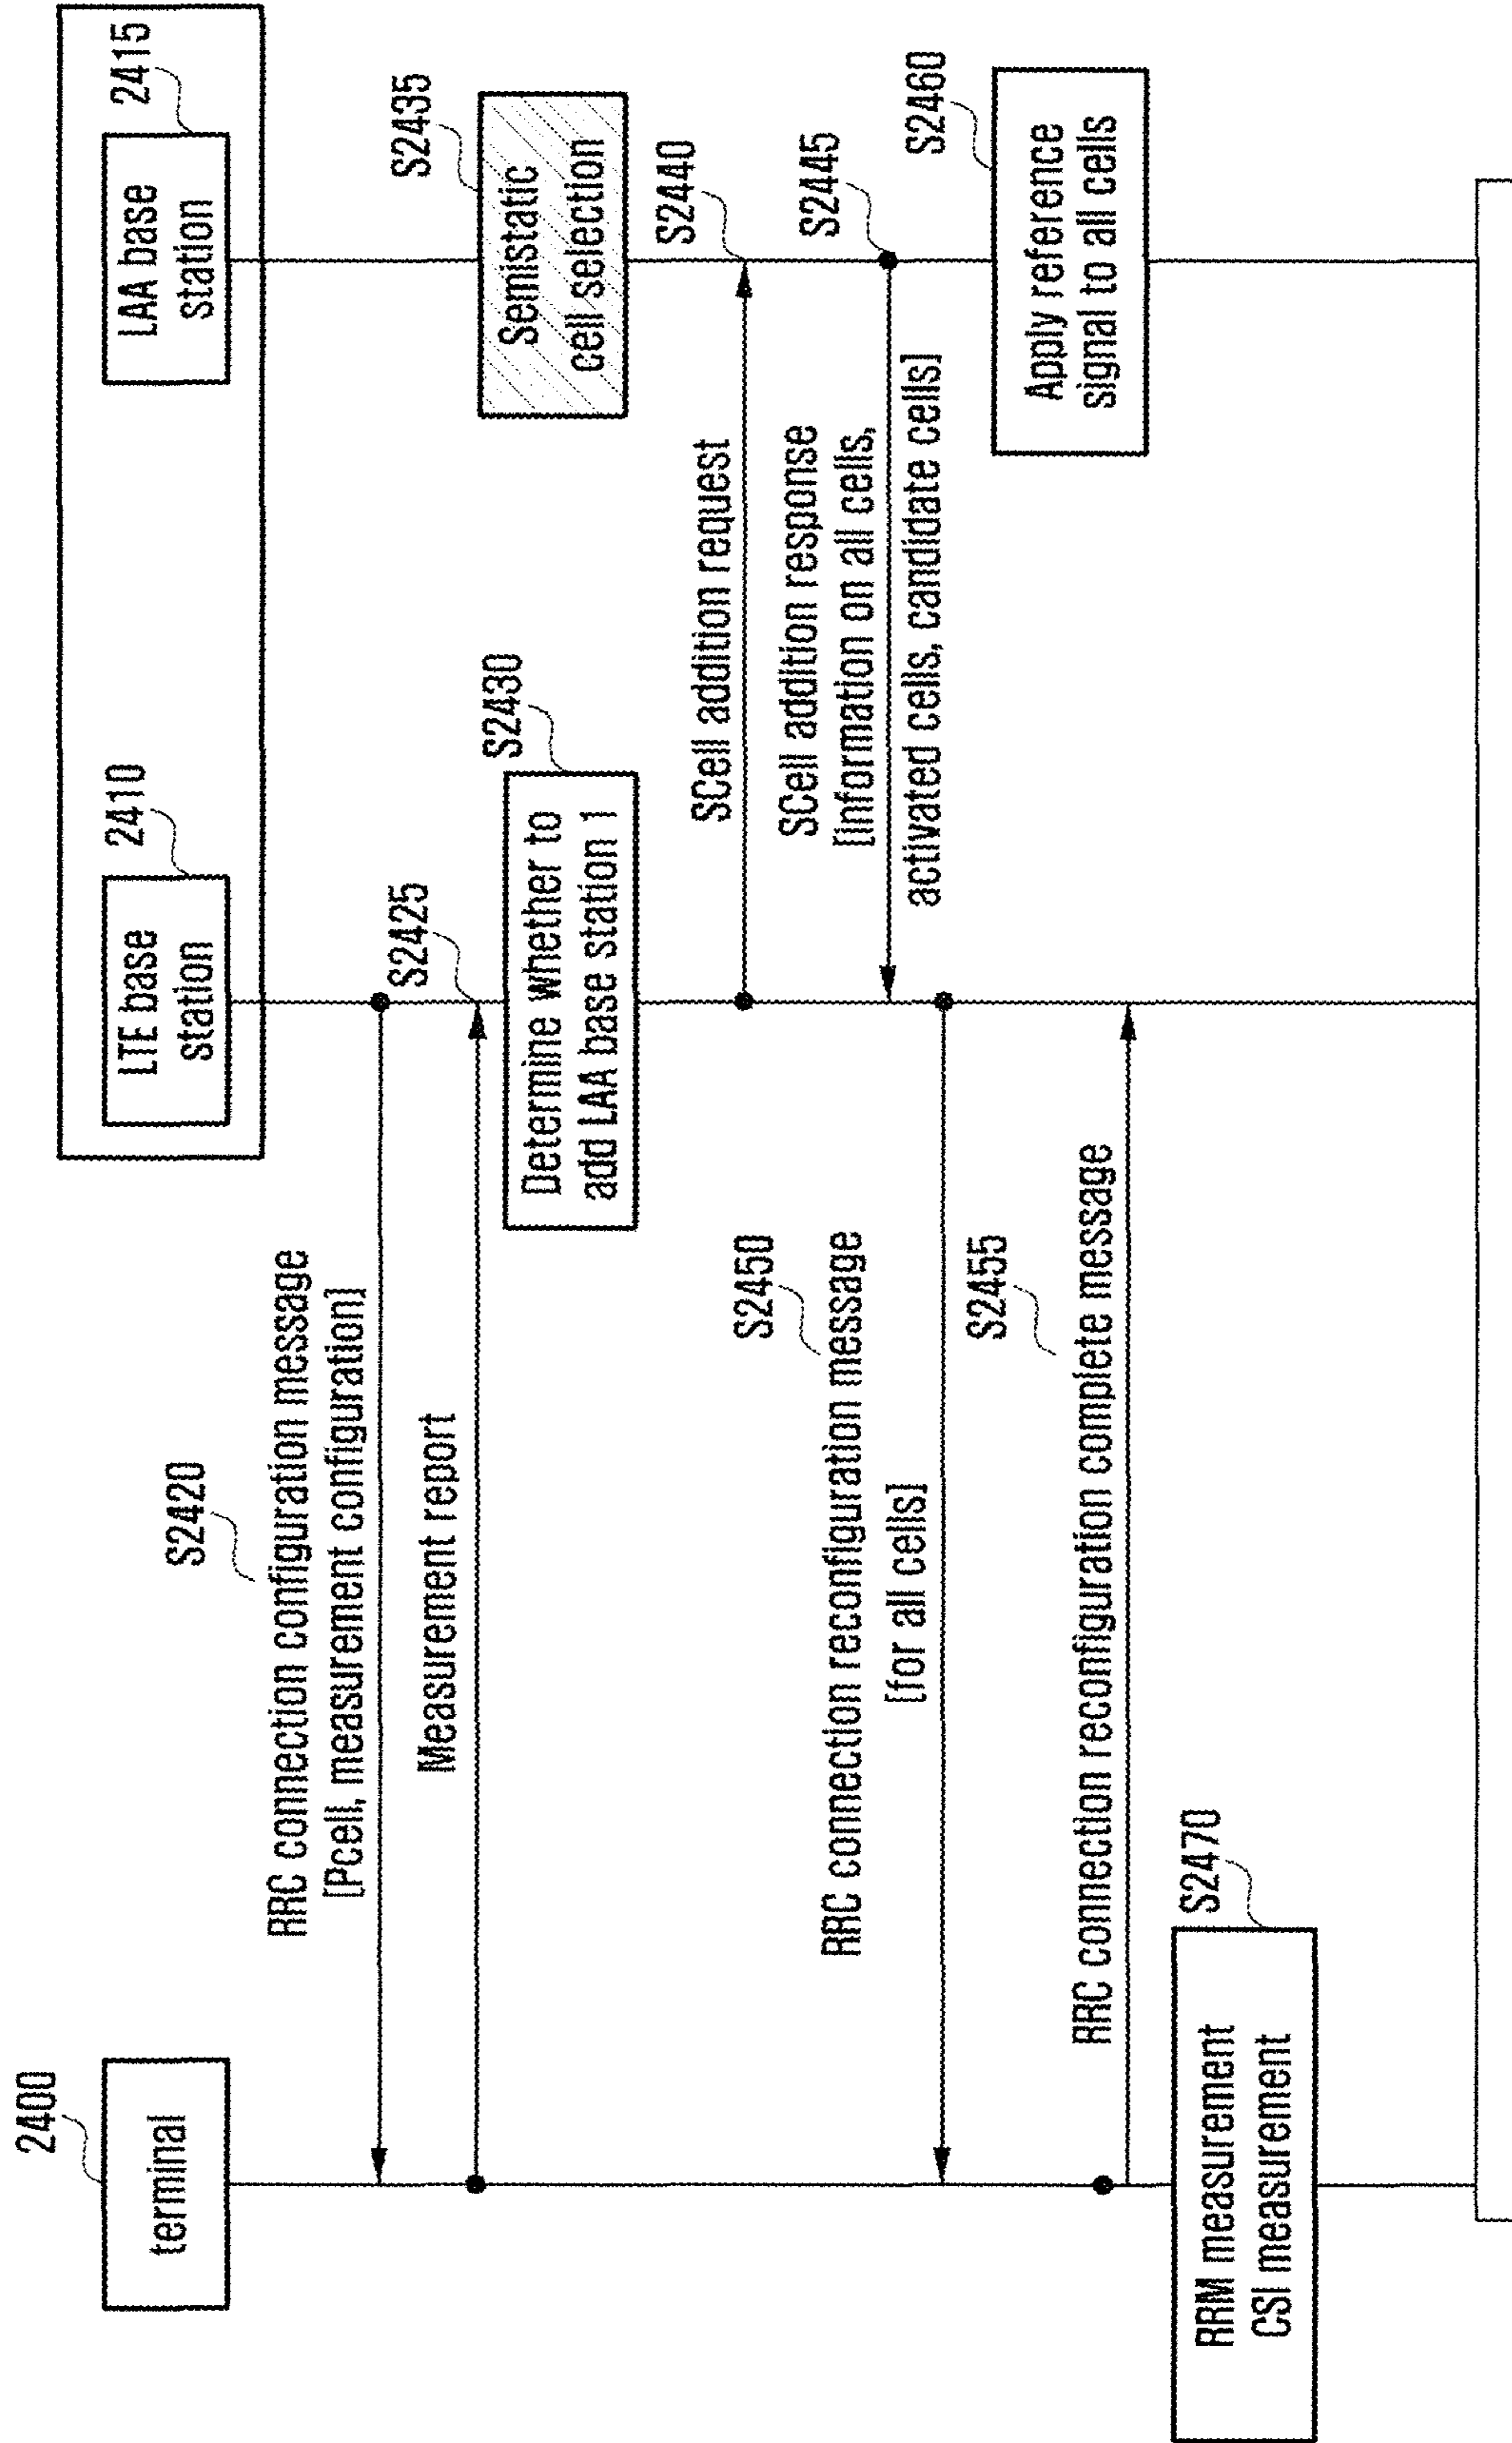 2400
terminal
2410
LTE base
station
2415
LAA base
station
S2420
RRC connection configuration message
[Pcell, measurement configuration]
S2425
Measurement report
S2430
Determine whether to
add LAA base station 1
S2435
Semistatic
cell selection
S2440
SCell addition request
S2445
SCell addition response
[information on all cells,
activated cells, candidate cells]
S2450
RRC connection reconfiguration message
[for all cells]
S2455
RRC connection reconfiguration complete message
S2460
Apply reference
signal to all cells
S2470
RRM measurement
CSI measurement